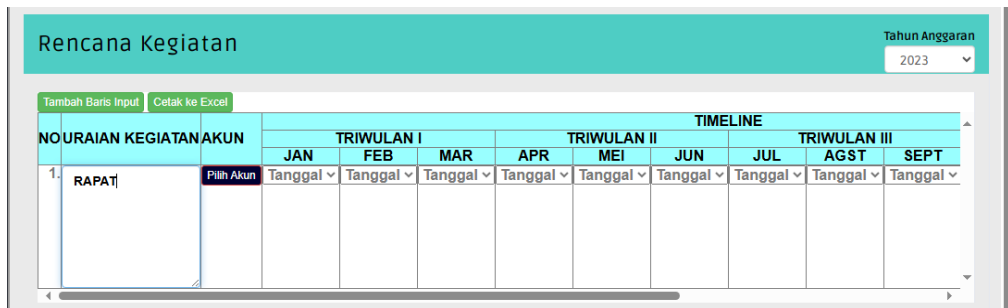 Rencana Kegiatan
Tahun Anggaran
2023
Tambah Baris Input Cetak ke Excel
NO URAIAN KEGIATAN AKUN TIMELINE
TRIWULAN I TRIWULAN II TRIWULAN III
JAN FEB MAR APR MEI JUN JUL AGST SEPT
1. RAPAT Pilih Akun Tanggal Tanggal Tanggal Tanggal Tanggal Tanggal Tanggal Tanggal Tanggal